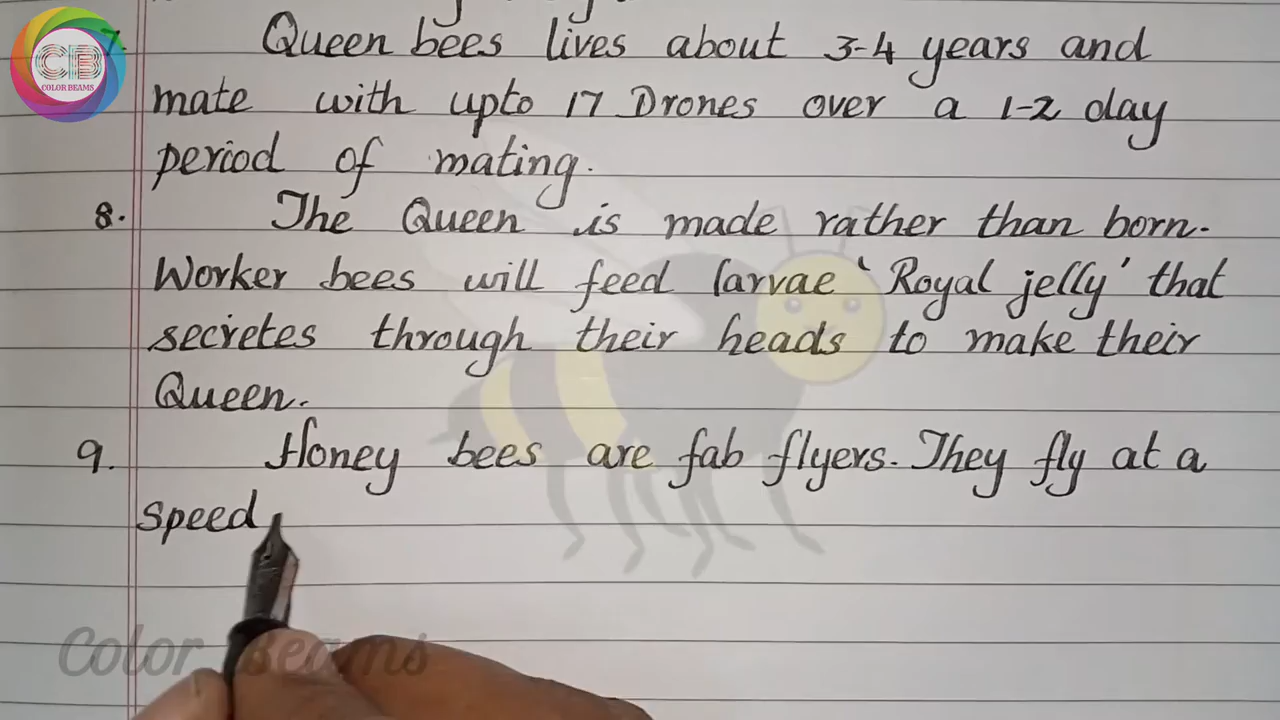 CB
COLOR BEAMS
7. Queen bees lives about 3-4 years and
mate with upto 17 Drones over a 1-2 day
period of mating.
8. The Queen is made rather than born.
Worker bees will feed larvae 'Royal jelly' that
secretes through their heads to make their
Queen.
9. Honey bees are fab flyers. They fly at a
speed
Color Beams